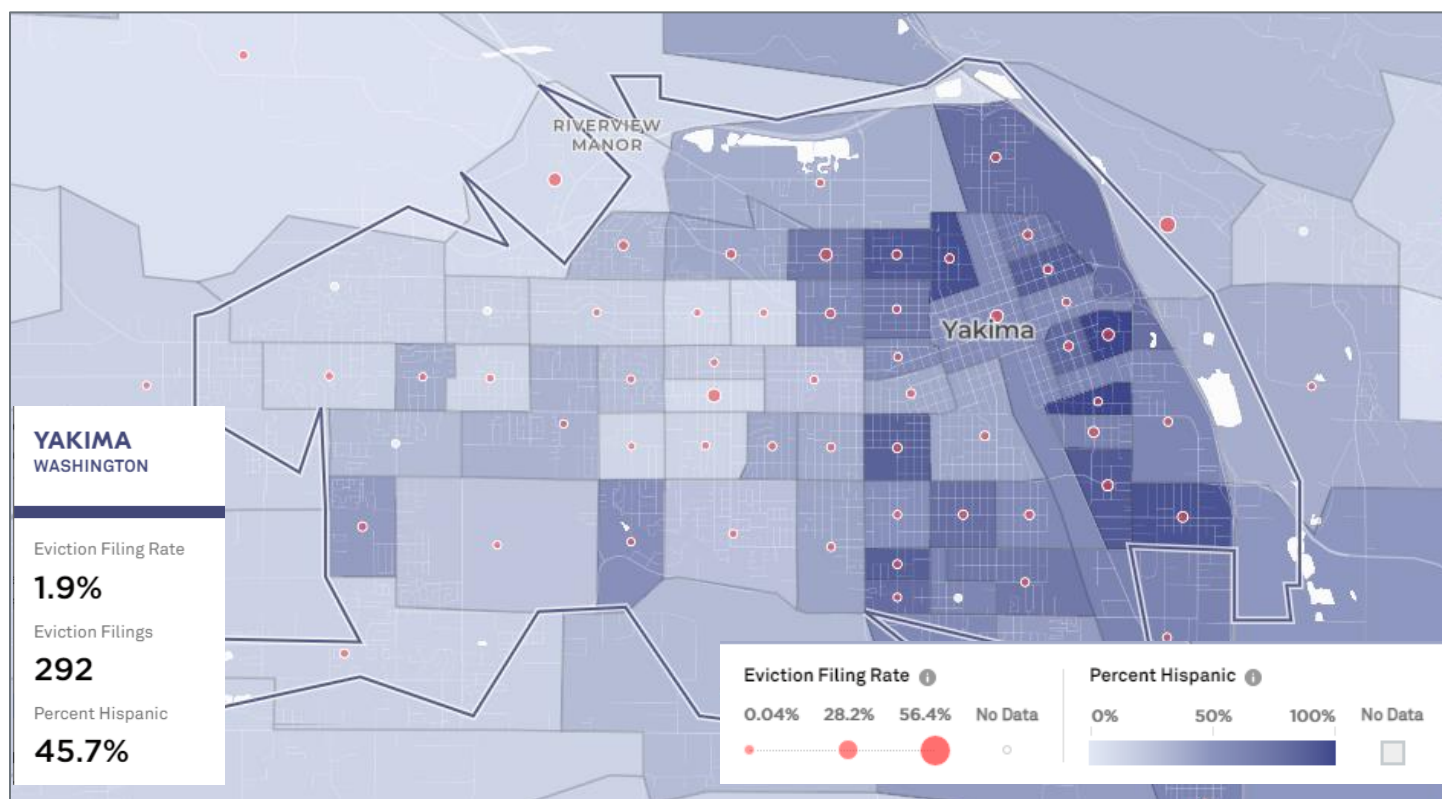 RIVERVIEW
MANOR
Yakima
YAKIMA
WASHINGTON
Eviction Filing Rate
1.9%
Eviction Filings
292
Percent Hispanic
45.7%
Eviction Filing Rate i
0.04% 28.2% 56.4% No Data
Percent Hispanic i
0% 50% 100% No Data